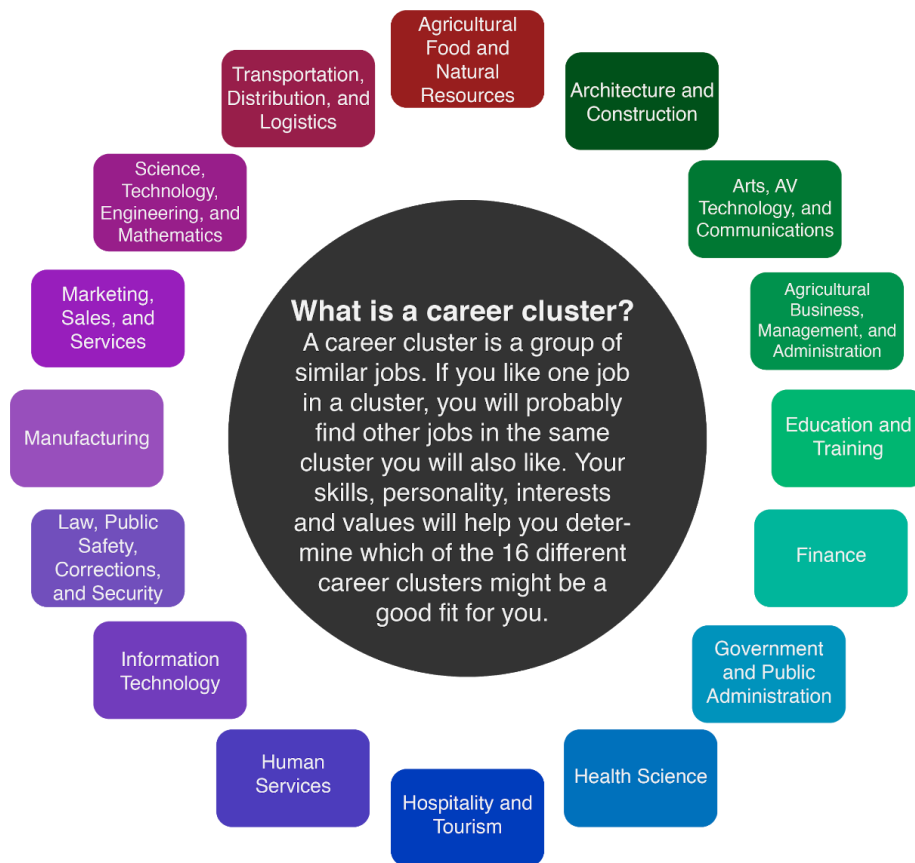 Agricultural
Food and
Natural
Resources
Architecture and
Construction
Arts, AV
Technology, and
Communications
Agricultural
Business,
Management, and
Administration
Education and
Training
Finance
Government
and Public
Administration
Health Science
Hospitality and
Tourism
Human
Services
Information
Technology
Law, Public
Safety,
Corrections,
and Security
Manufacturing
Marketing,
Sales, and
Services
Science,
Technology,
Engineering, and
Mathematics
Transportation,
Distribution, and
Logistics
What is a career cluster?
A career cluster is a group of
similar jobs. If you like one job
in a cluster, you will probably
find other jobs in the same
cluster you will also like. Your
skills, personality, interests
and values will help you deter-
mine which of the 16 different
career clusters might be a
good fit for you.